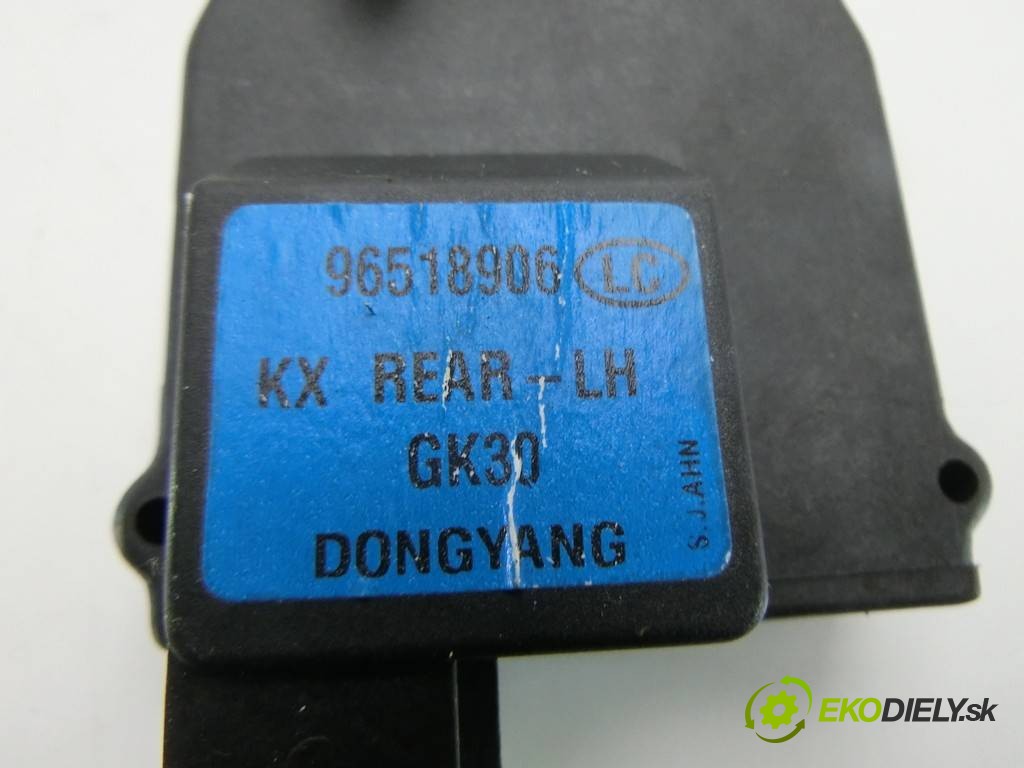 96518906 LC
KX REAR-LH
GK30
S.J.AHN
DONGYANG
EKODIELY.sk